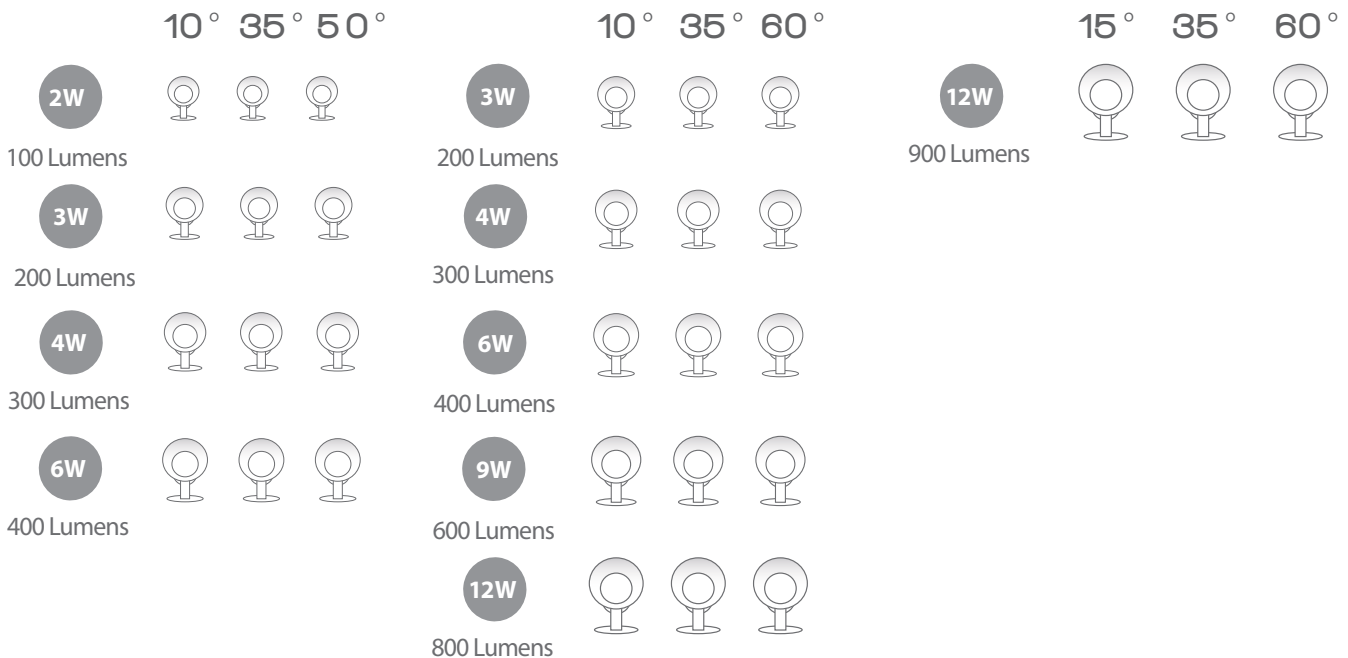 10° 35° 50°
2W
100 Lumens
3W
200 Lumens
4W
300 Lumens
6W
400 Lumens
10° 35° 60°
3W
200 Lumens
4W
300 Lumens
6W
400 Lumens
9W
600 Lumens
12W
800 Lumens
15° 35° 60°
12W
900 Lumens